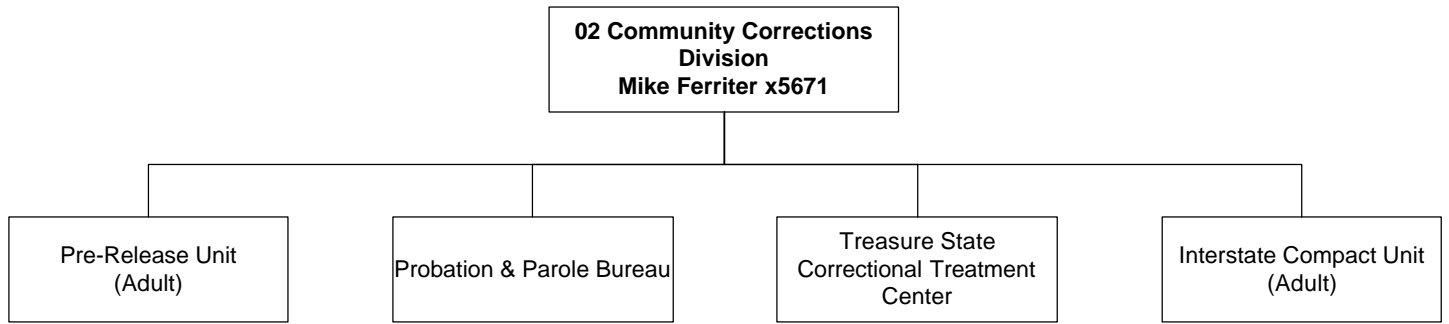 02 Community Corrections
Division
Mike Ferriter x5671
Pre-Release Unit
(Adult)
Probation & Parole Bureau
Treasure State
Correctional Treatment
Center
Interstate Compact Unit
(Adult)